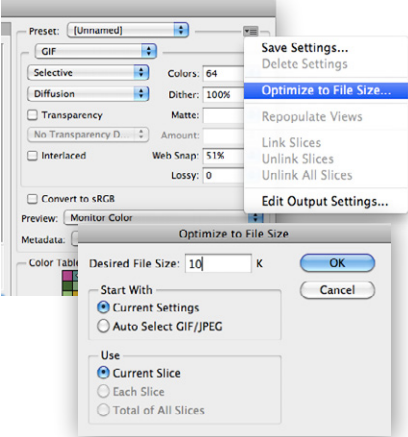 Preset: [Unnamed]
GIF
Selective Colors: 64
Diffusion Dither: 100%
Transparency Matte:
No Transparency D... Amount:
Interlaced Web Snap: 51%
Lossy: 0
Convert to sRGB
Preview: Monitor Color
Metadata:
Color Table
Save Settings...
Delete Settings
Optimize to File Size...
Repopulate Views
Link Slices
Unlink Slices
Unlink All Slices
Edit Output Settings...
Optimize to File Size
Desired File Size: 10 K
OK
Cancel
Start With
Current Settings
Auto Select GIF/JPEG
Use
Current Slice
Each Slice
Total of All Slices